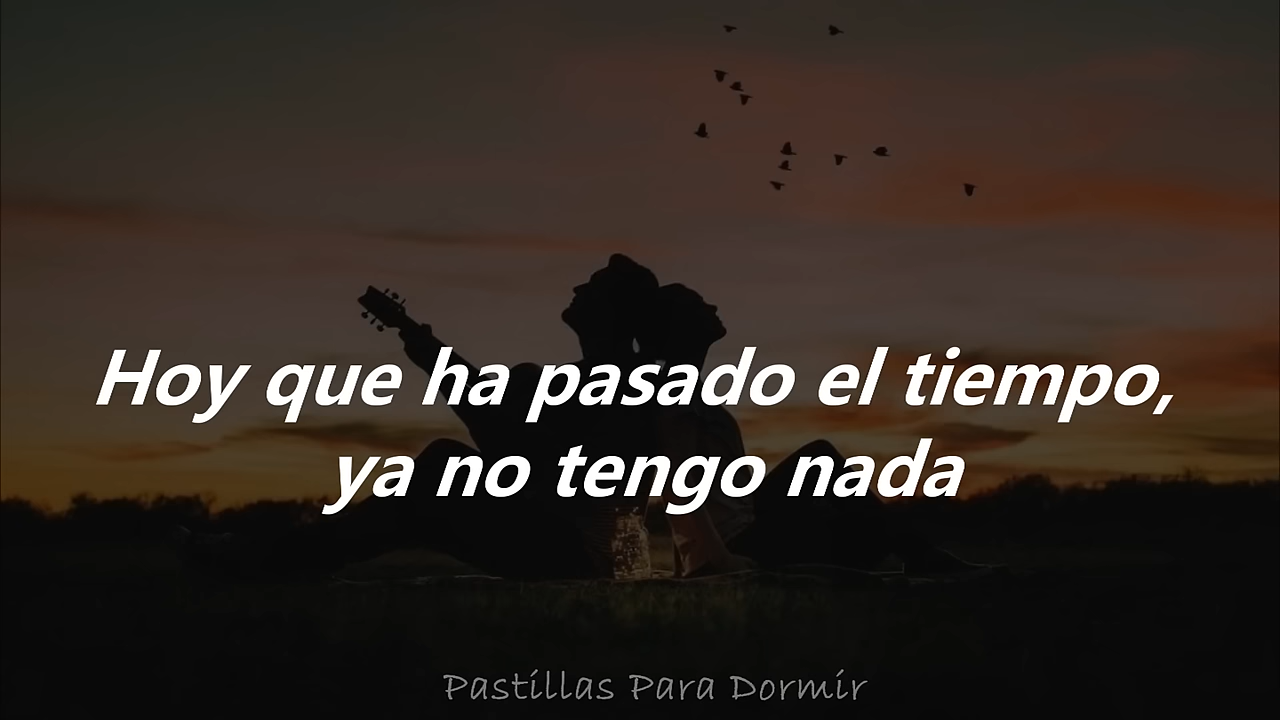 Hoy que ha pasado el tiempo,
ya no tengo nada
Pastillas Para Dormir